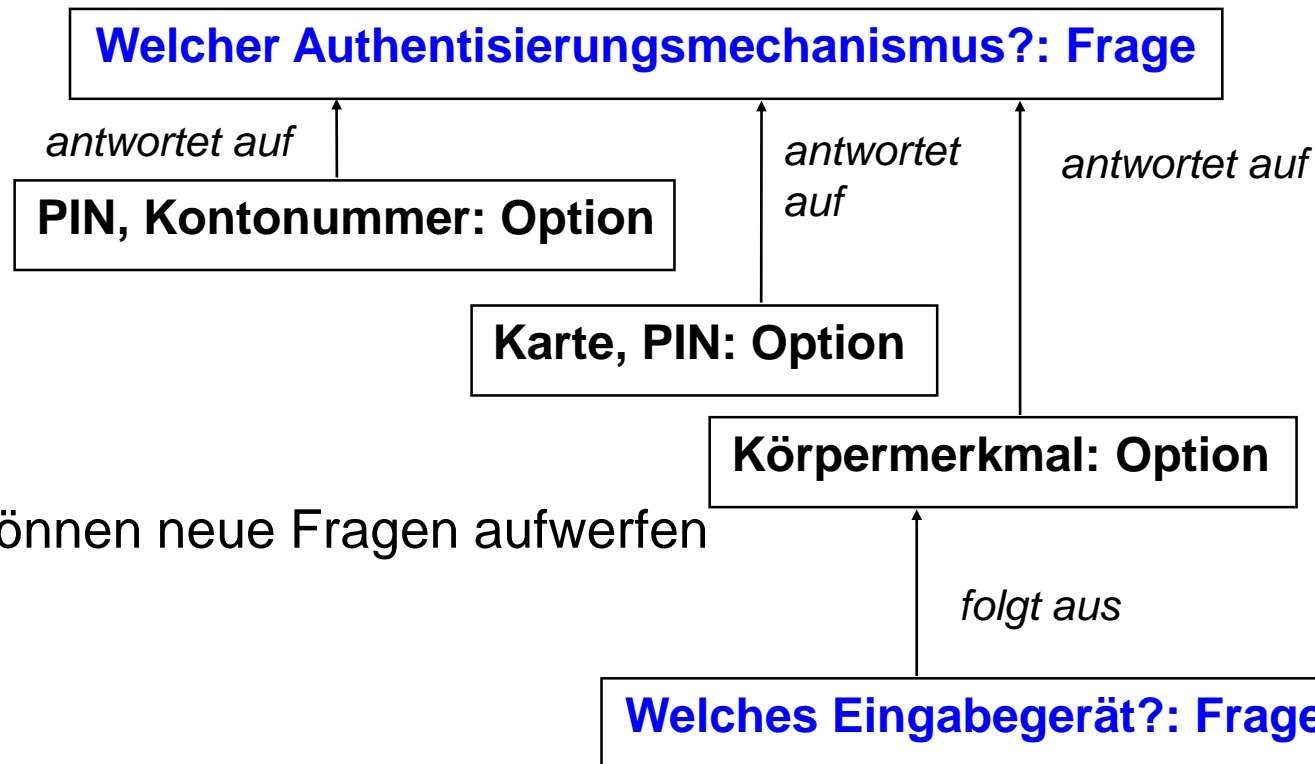 Welcher Authentisierungsmechanismus?: Frage
antwortet auf
antwortet
auf
antwortet auf
PIN, Kontonummer: Option
Karte, PIN: Option
Körpermerkmal: Option
önnen neue Fragen aufwerfen
folgt aus
Welches Eingabegerät?: Frage